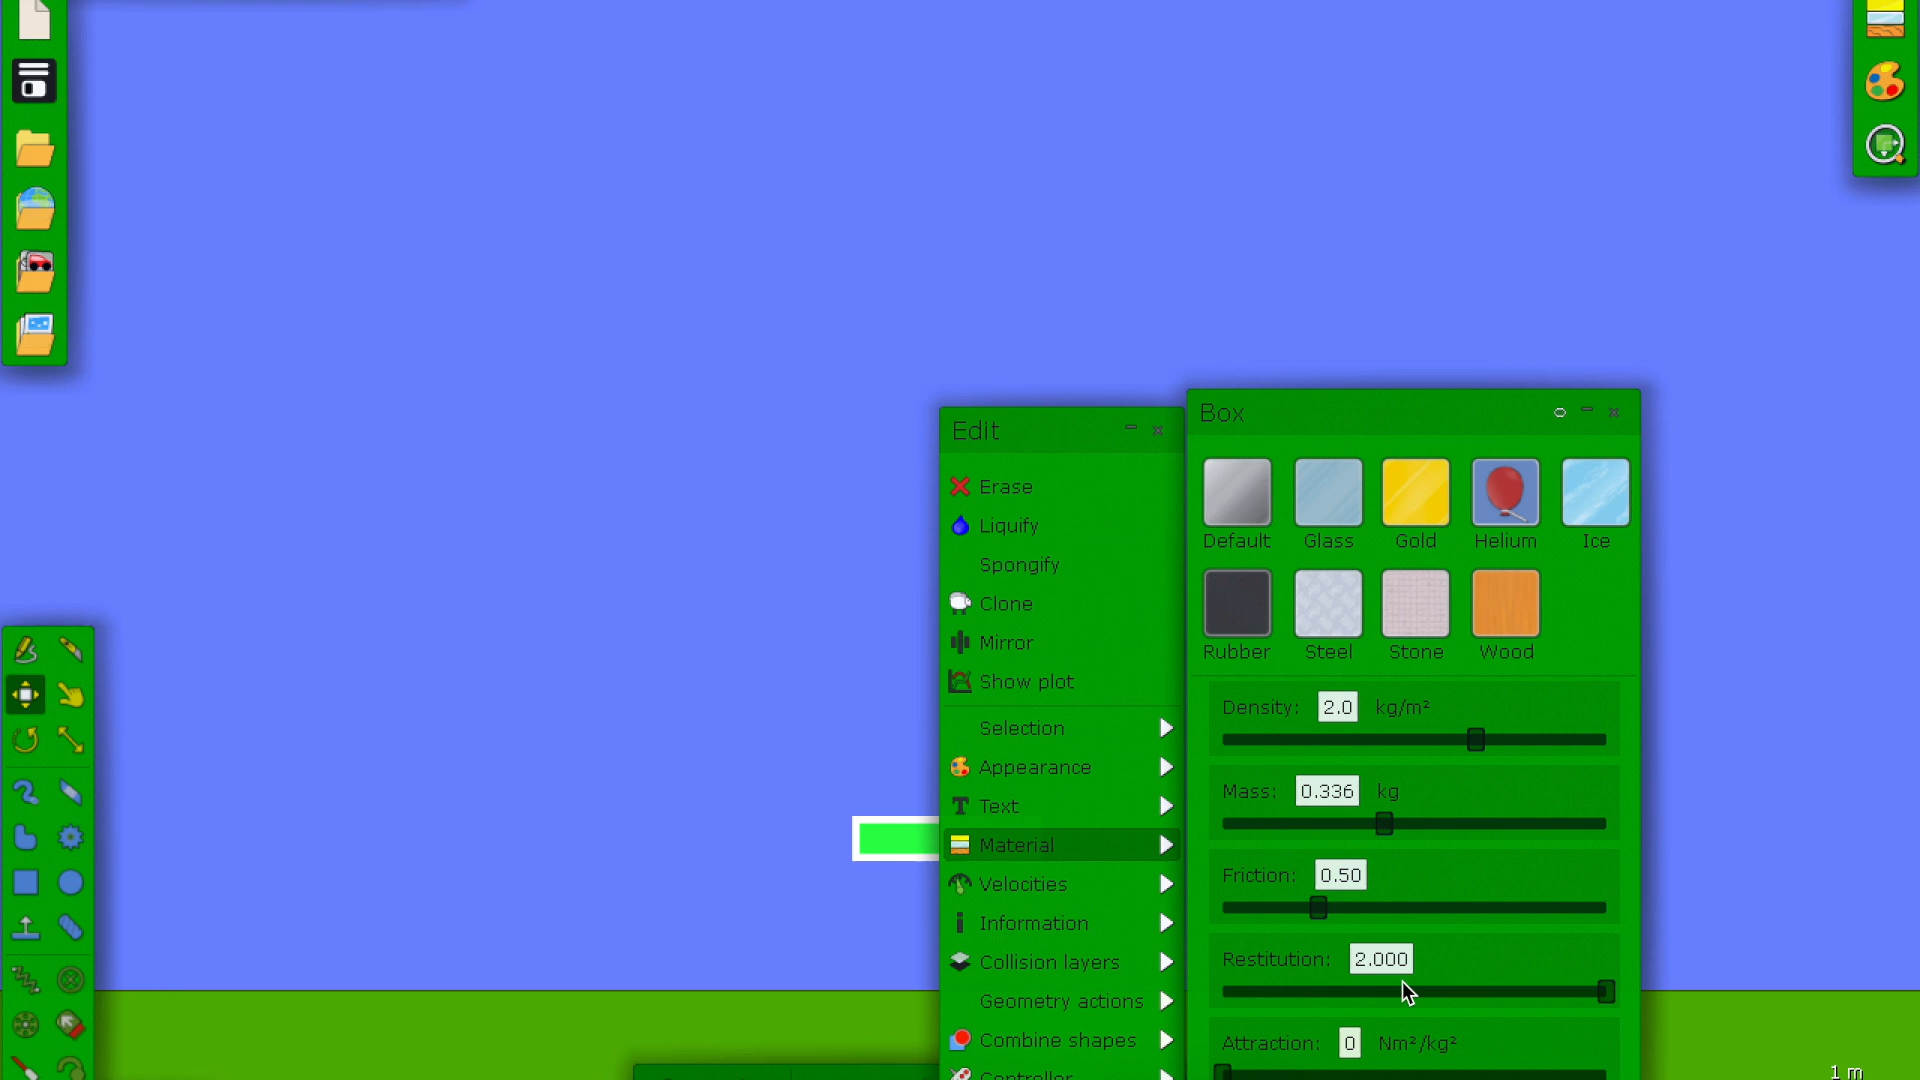 Edit
Erase
Liquify
Spongify
Clone
Mirror
Show plot
Selection
Appearance
Text
Material
Velocities
Information
Collision layers
Geometry actions
Combine shapes
Controller
Box
Default Glass Gold Helium Ice
Rubber Steel Stone Wood
Density: 2.0 kg/m²
Mass: 0.336 kg
Friction: 0.50
Restitution: 2.000
Attraction: 0 Nm²/kg²
1 m